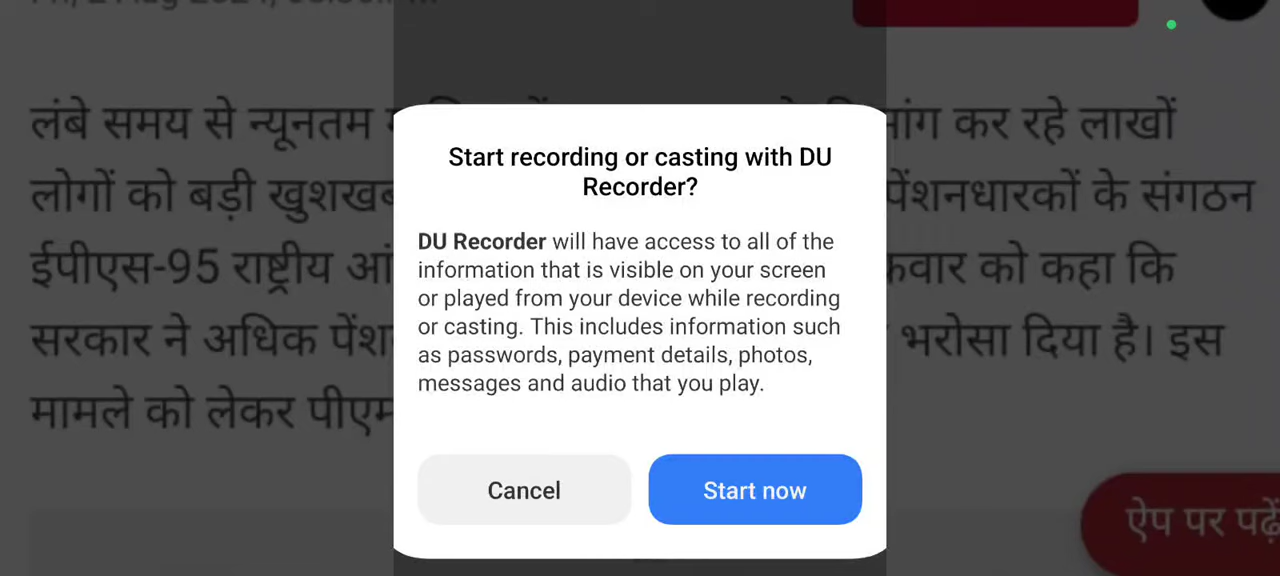 लंबे समय से न्यूनतम मांग कर रहे लाखों
लोगों को बड़ी पेंशनधारकों के संगठन
ईपीएस-95 राष्ट्रीय को कहा कि
सरकार ने अधिक भरोसा दिया है। इस
मामले को लेकर
Start recording or casting with DU
Recorder?
DU Recorder will have access to all of the
information that is visible on your screen
or played from your device while recording
or casting. This includes information such
as passwords, payment details, photos,
messages and audio that you play.
Cancel
Start now
ऐप पर पढ़ें